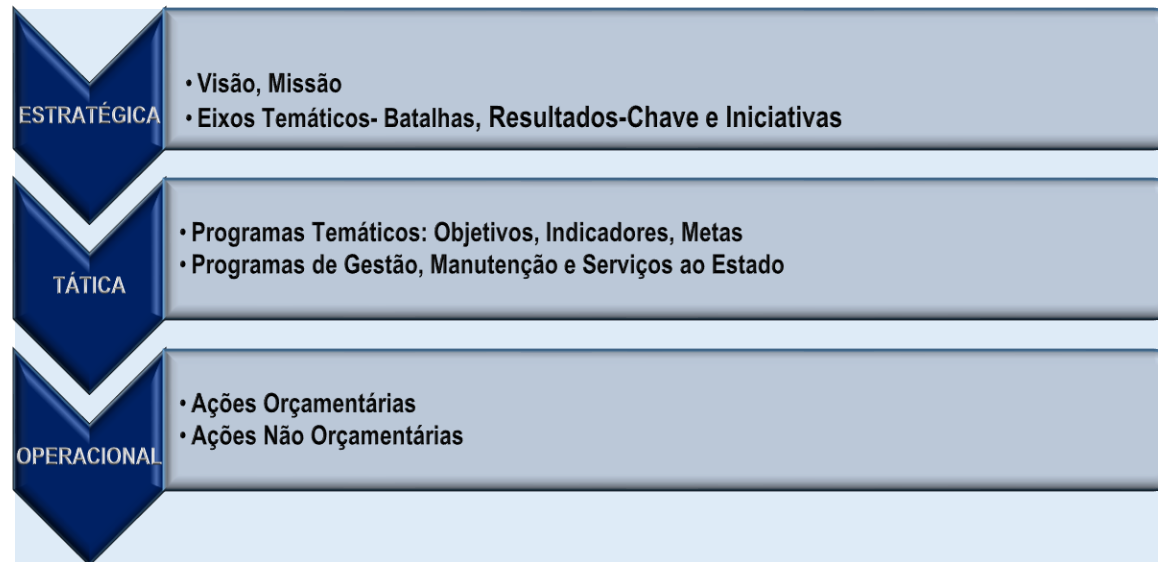 ESTRATÉGICA
• Visão, Missão
• Eixos Temáticos- Batalhas, Resultados-Chave e Iniciativas
TÁTICA
• Programas Temáticos: Objetivos, Indicadores, Metas
• Programas de Gestão, Manutenção e Serviços ao Estado
OPERACIONAL
• Ações Orçamentárias
• Ações Não Orçamentárias